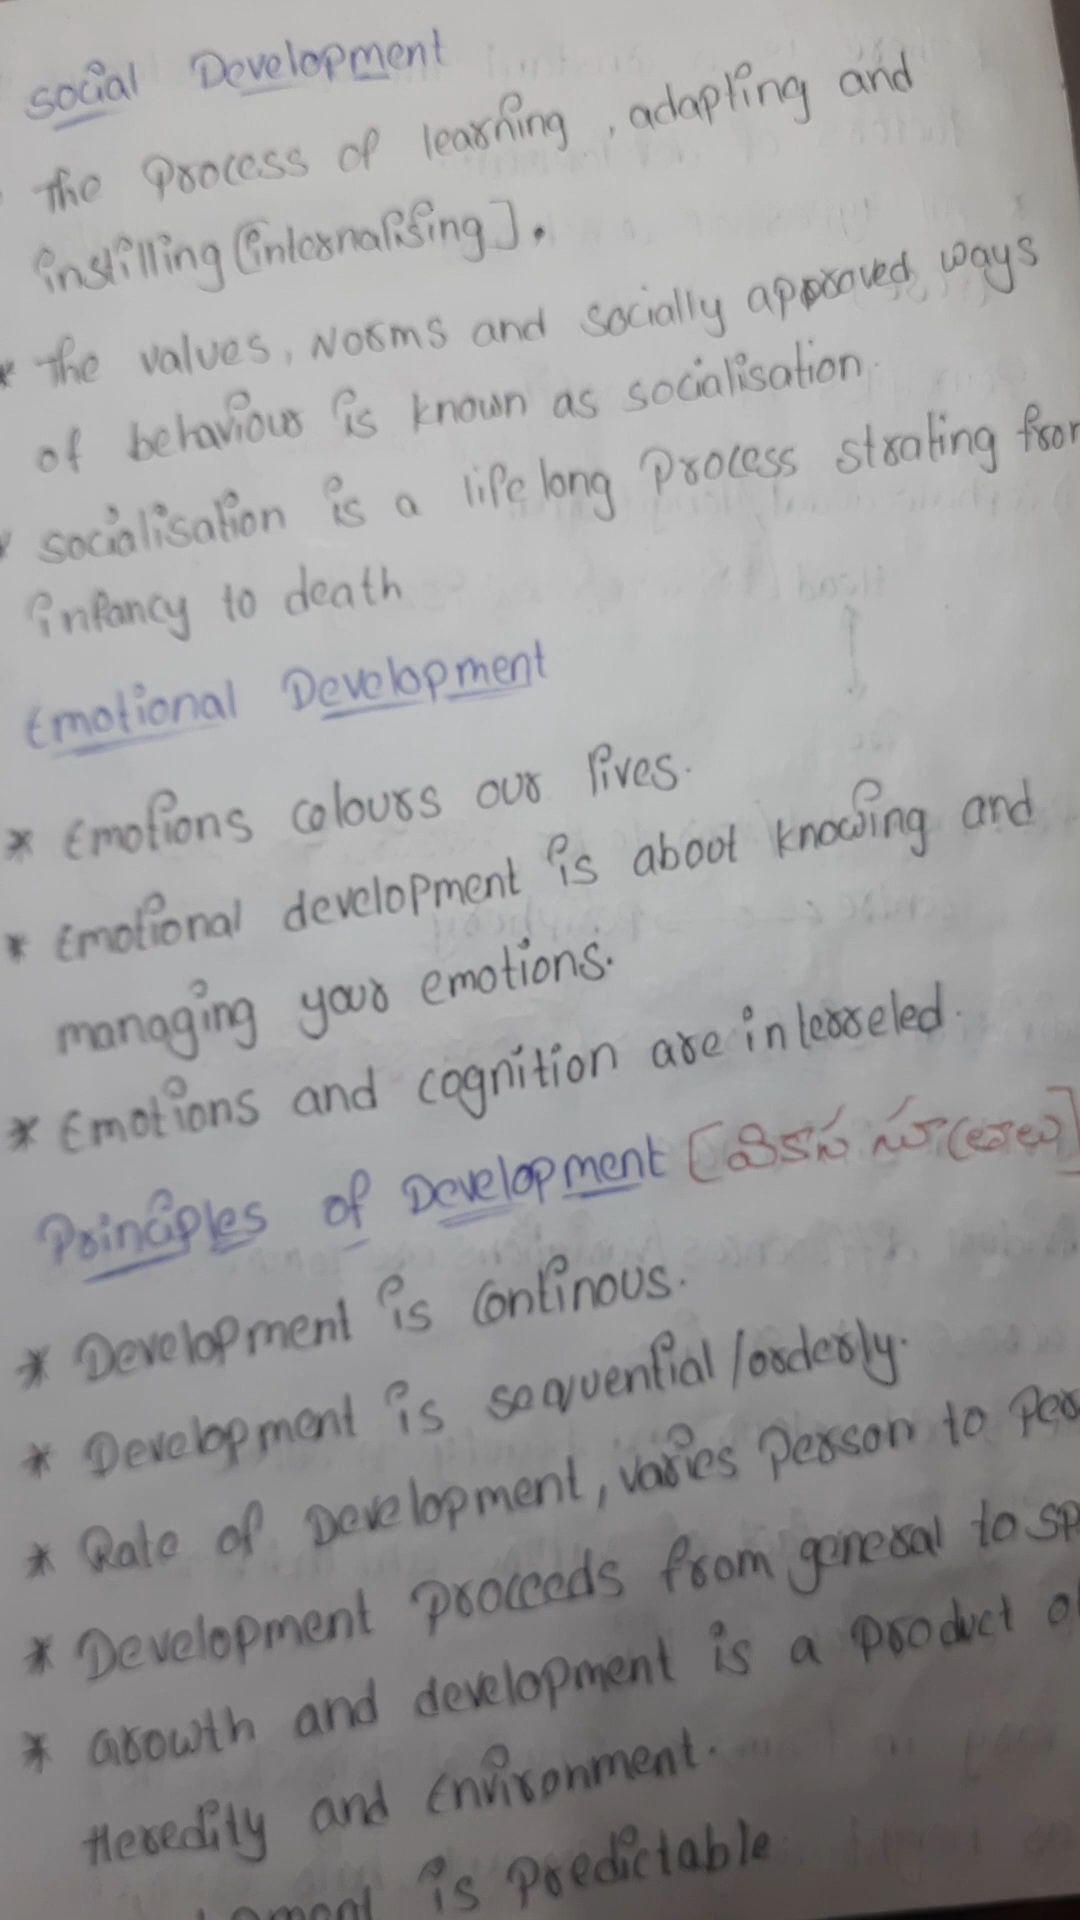 Social Development
The process of learning, adapting and
instilling [internalising].
* The values, Norms and socially approved ways
of behaviour is known as socialisation.
* socialisation is a life long process strating from
infancy to death
Emotional Development
* Emotions colours our lives.
* Emotional development is about knowing and
managing your emotions.
* Emotions and cognition are interreled.
Principles of Development [ವಿಕಸನ
* Development is continous.
* Development is sequential / orderly.
* Rate of Development, varies person to Per
* Development proceeds from general to sp
* Growth and development is a product of
Heredity and Environment.
is predictable